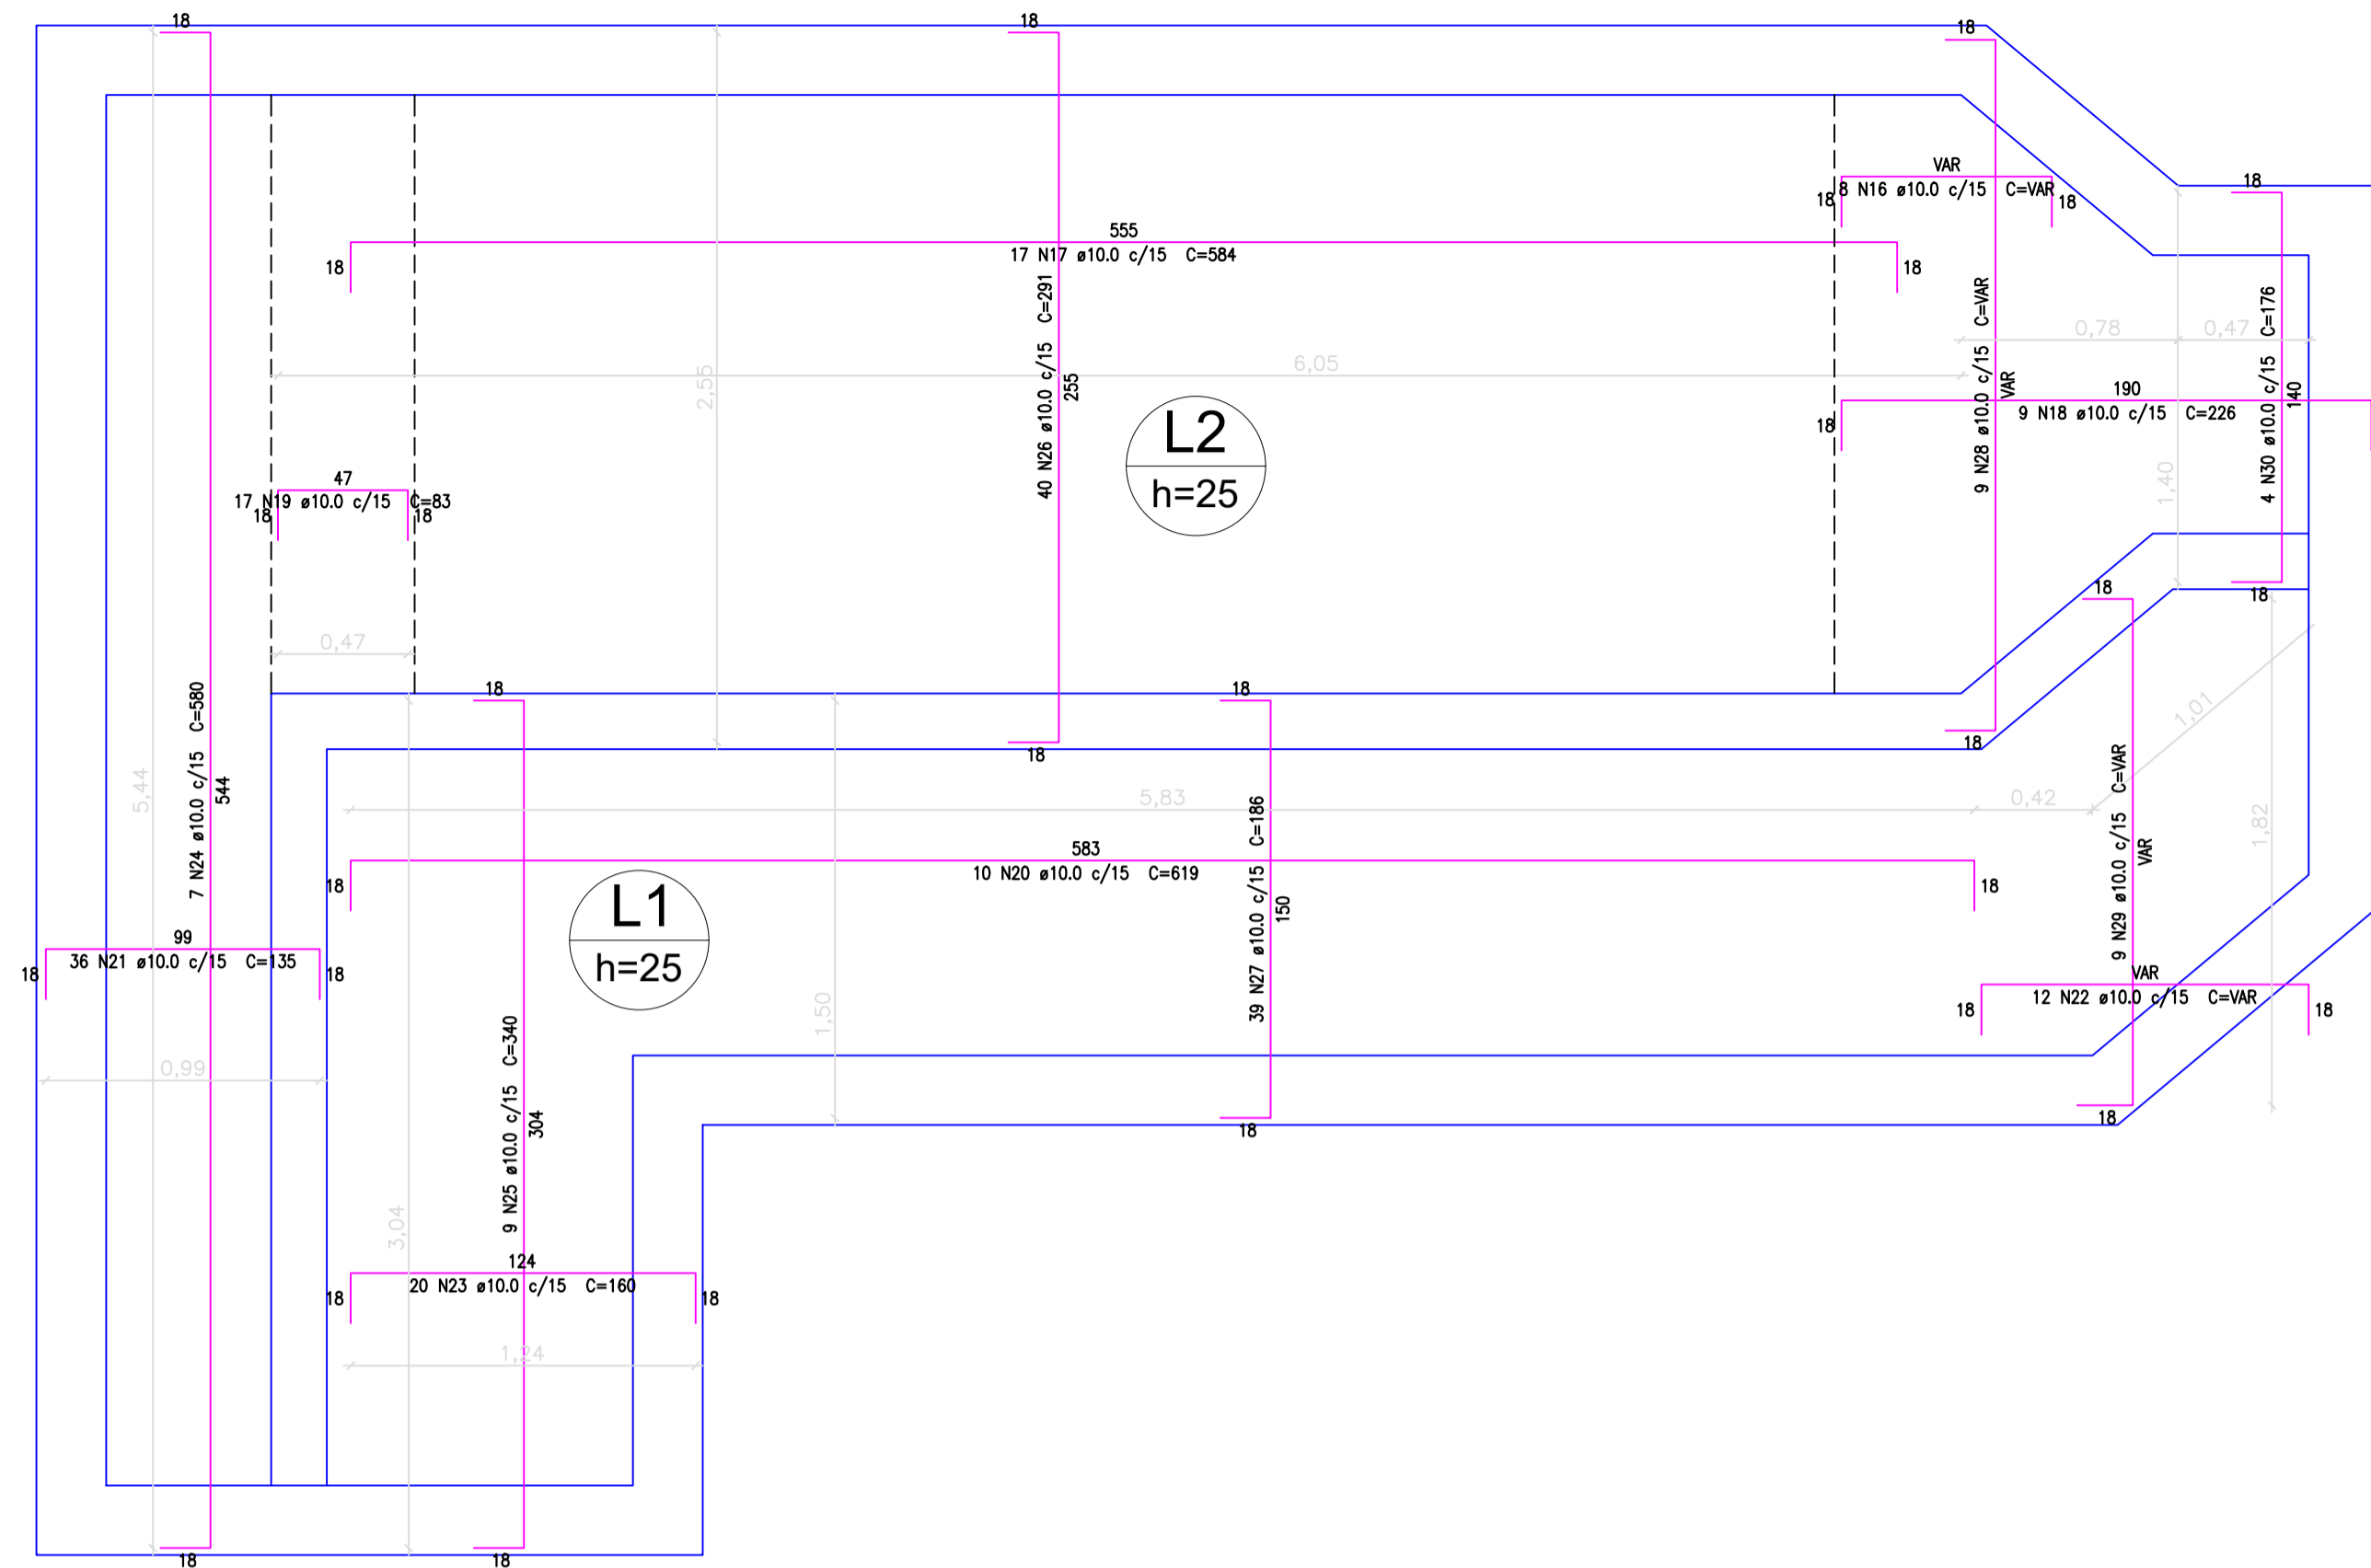 18
18
18
VAR
8 N16 ø10.0 c/15 C=VAR
18
18
18
555
17 N17 ø10.0 c/15 C=584
18
18
40 N26 ø10.0 c/15 C=291
255
9 N28 ø10.0 c/15 C=VAR
VAR
4 N30 ø10.0 c/15 C=176
140
0,78
0,47
6,05
2,55
190
9 N18 ø10.0 c/15 C=226
18
L2
h=25
1,40
47
17 N19 ø10.0 c/15 C=83
18
18
0,47
18
18
18
18
18
18
18
7 N24 ø10.0 c/15 C=580
544
5,44
1,01
5,83
0,42
1,82
583
10 N20 ø10.0 c/15 C=619
18
18
39 N27 ø10.0 c/15 C=186
150
9 N29 ø10.0 c/15 C=VAR
VAR
L1
h=25
99
36 N21 ø10.0 c/15 C=135
18
18
VAR
12 N22 ø10.0 c/15 C=VAR
18
18
1,50
0,99
9 N25 ø10.0 c/15 C=340
304
18
18
3,04
124
20 N23 ø10.0 c/15 C=160
18
18
1,24
18
18